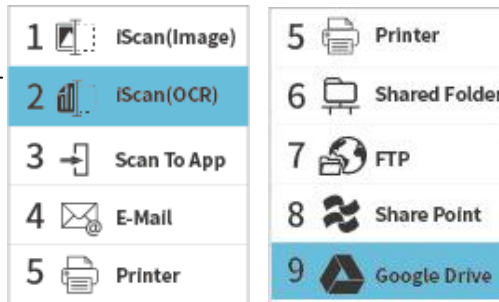 1 iScan(Image)
2 iScan(OCR)
3 Scan To App
4 E-Mail
5 Printer
5 Printer
6 Shared Folder
7 FTP
8 Share Point
9 Google Drive